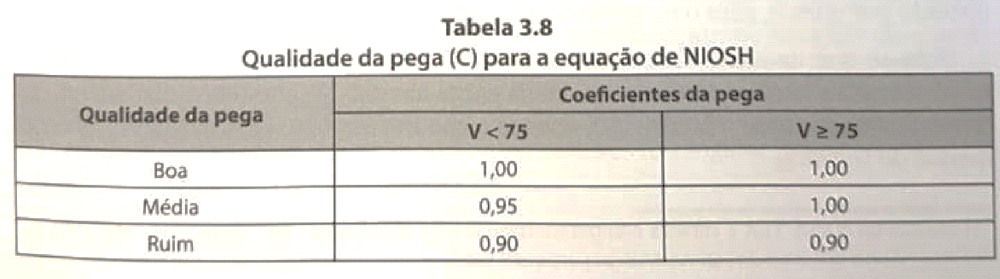 Tabela 3.8
Qualidade da pega (C) para a equação de NIOSH
Qualidade da pega
Coeficientes da pega
V < 75
V ≥ 75
Boa
1,00
1,00
Média
0,95
1,00
Ruim
0,90
0,90